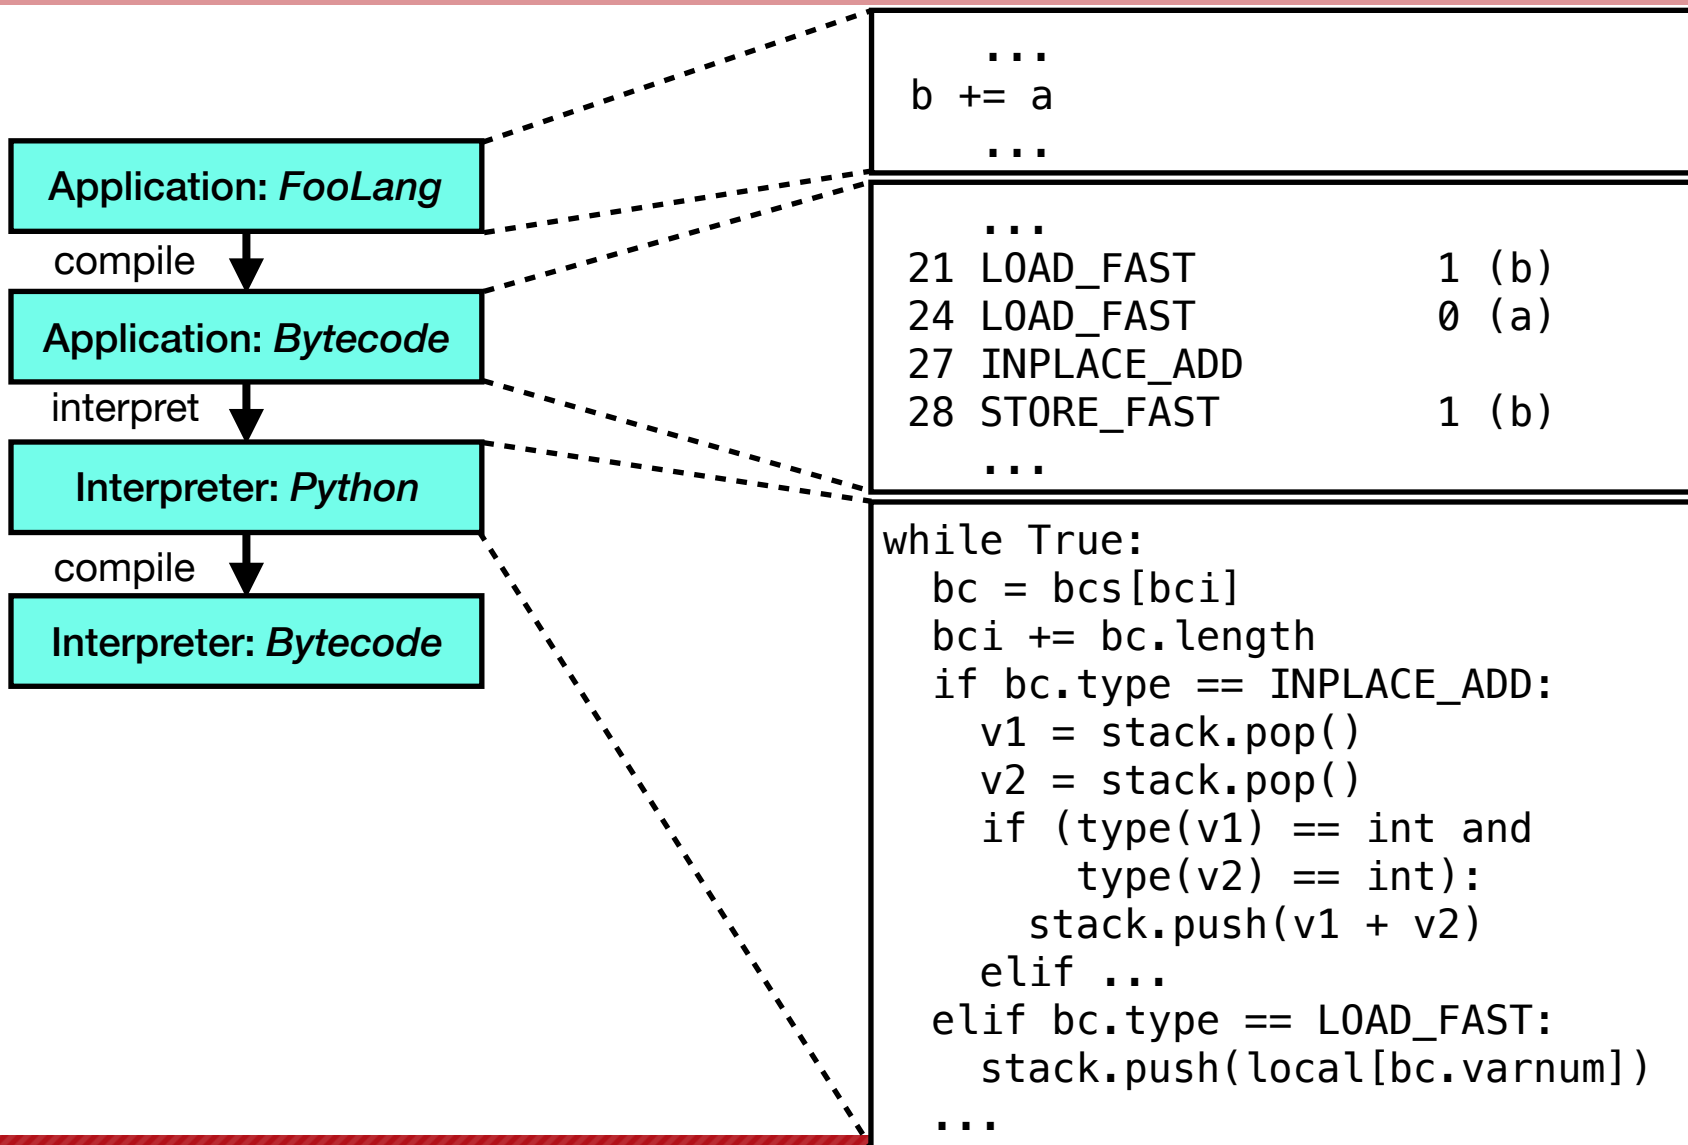 Application: FooLang
compile
Application: Bytecode
interpret
Interpreter: Python
compile
Interpreter: Bytecode
...
b += a
...
...
21 LOAD_FAST 1 (b)
24 LOAD_FAST 0 (a)
27 INPLACE_ADD
28 STORE_FAST 1 (b)
...
while True:
bc = bcs[bci]
bci += bc.length
if bc.type == INPLACE_ADD:
v1 = stack.pop()
v2 = stack.pop()
if (type(v1) == int and
type(v2) == int):
stack.push(v1 + v2)
elif ...
elif bc.type == LOAD_FAST:
stack.push(local[bc.varnum])
...